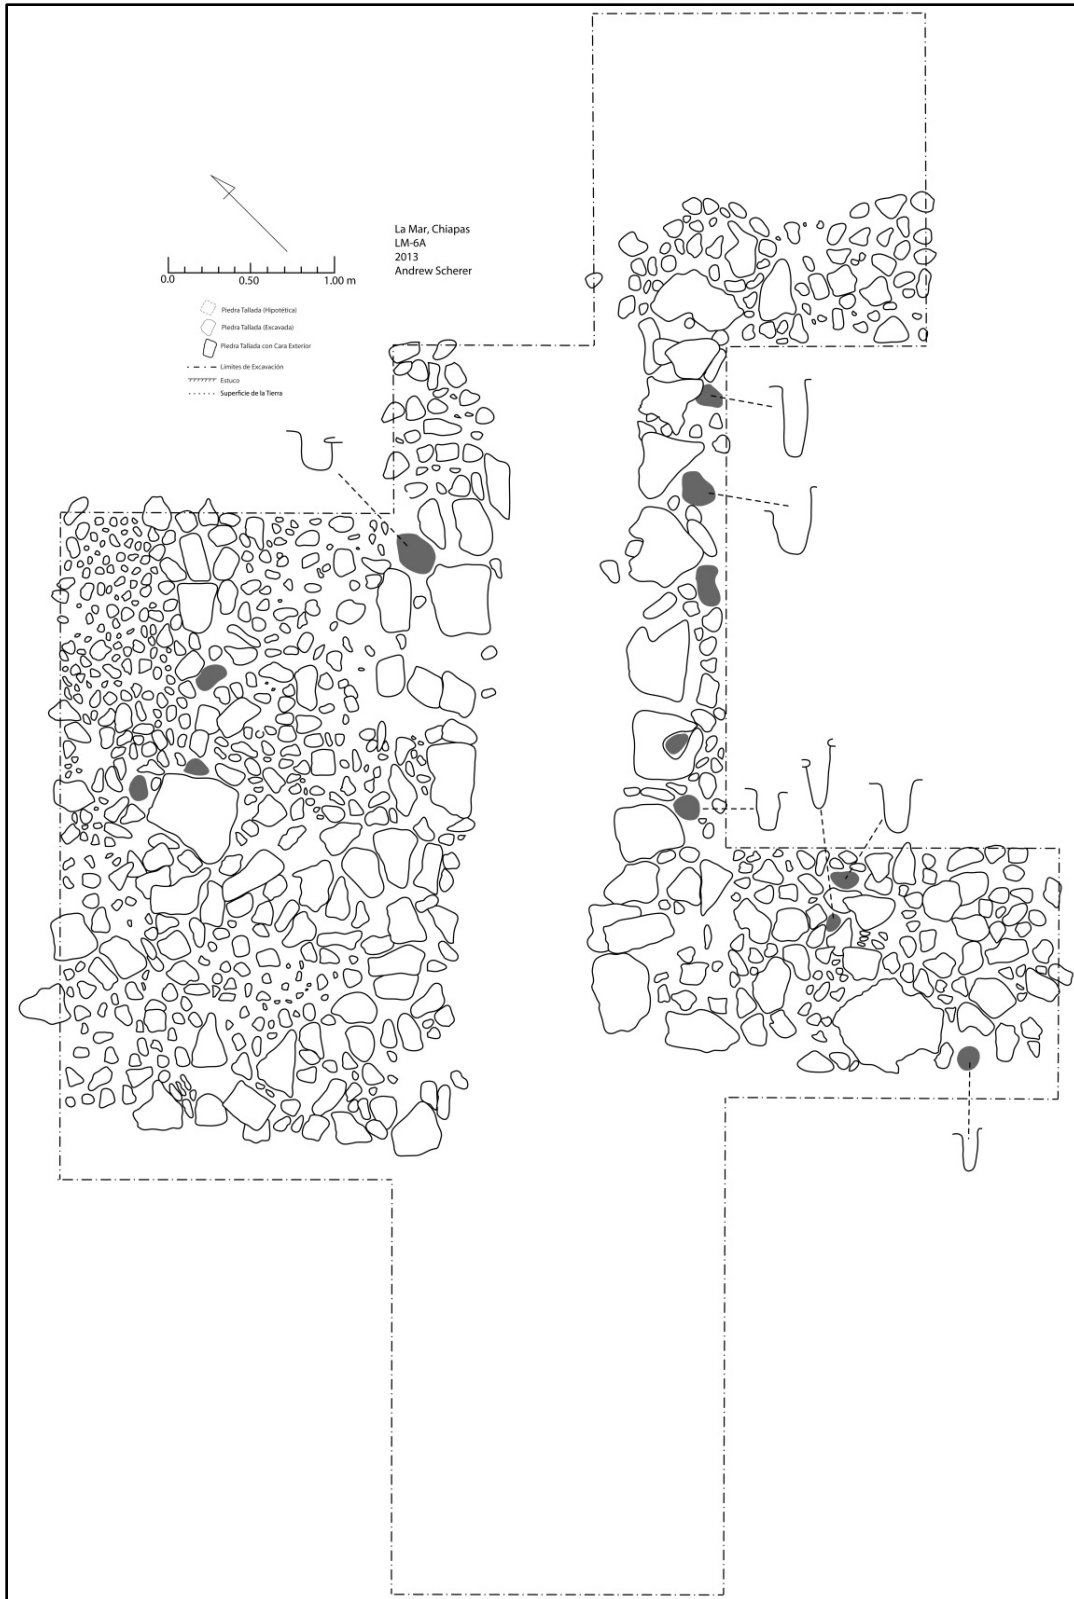 La Mar, Chiapas
LM-6A
2013
Andrew Scherer
0.0 0.50 1.00 m
Piedra Tallada (Hipotética)
Piedra Tallada (Excavada)
Piedra Tallada con Cara Exterior
Límites de Excavación
Estuco
Superficie de la Tierra